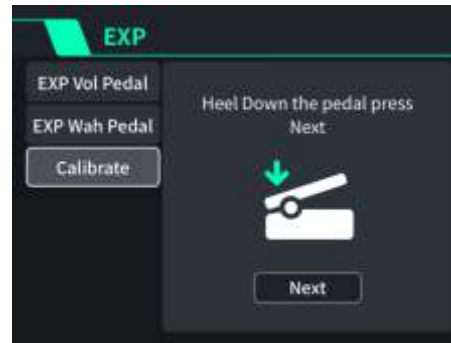 EXP
EXP Vol Pedal
EXP Wah Pedal
Calibrate
Heel Down the pedal press
Next
Next